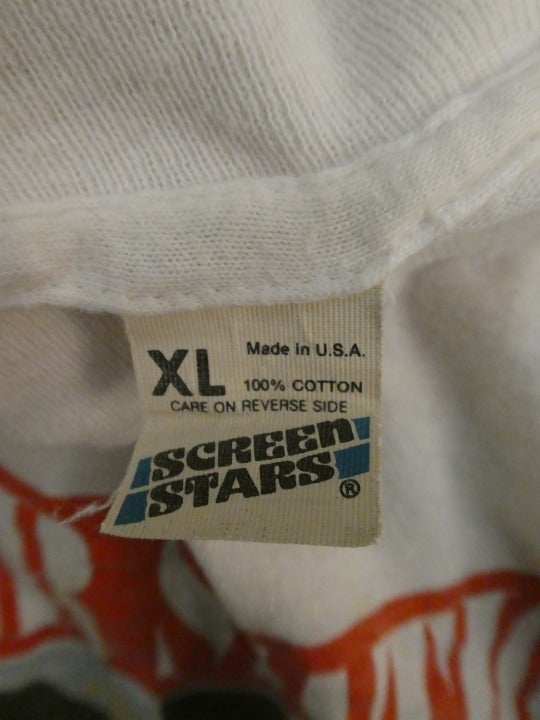 XL
Made in U.S.A.
100% COTTON
CARE ON REVERSE SIDE
SCREEN
STARS®